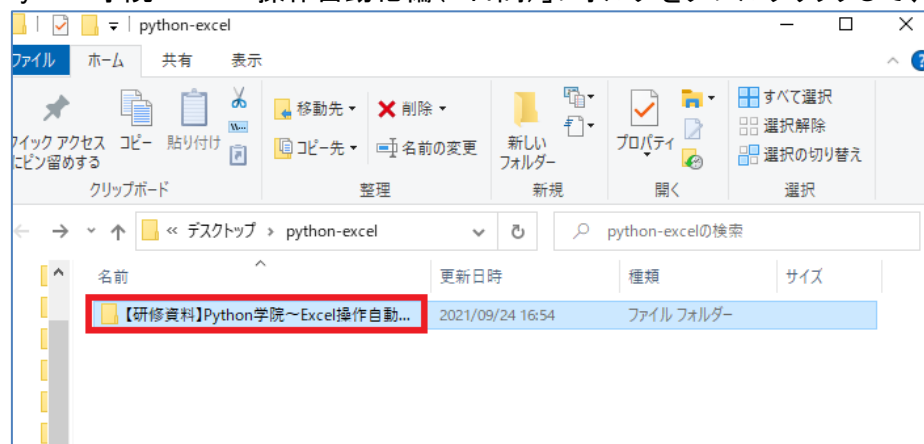 python-excel
ファイル ホーム 共有 表示
クイック アクセス
にピン留めする
コピー
貼り付け
移動先
削除
コピー先
名前の変更
新しい
フォルダー
プロパティ
すべて選択
選択解除
選択の切り替え
クリップボード 整理 新規 開く 選択
« デスクトップ › python-excel
python-excelの検索
名前 更新日時 種類 サイズ
【研修資料】Python学院~Excel操作自動... 2021/09/24 16:54 ファイル フォルダー